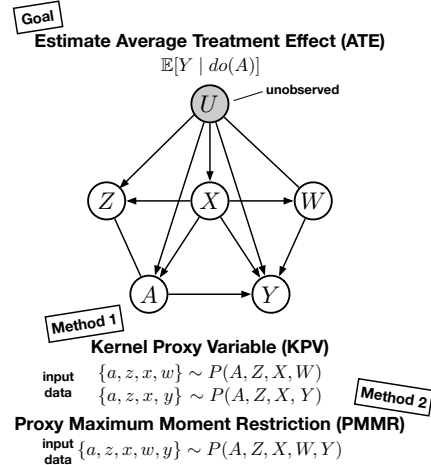 Goal
Estimate Average Treatment Effect (ATE)
𝔼[Y | do(A)]
U
unobserved
Z
X
W
A
Y
Method 1
Kernel Proxy Variable (KPV)
input data
{a, z, x, w} ∼ P(A, Z, X, W)
{a, z, x, y} ∼ P(A, Z, X, Y)
Method 2
Proxy Maximum Moment Restriction (PMMR)
input data
{a, z, x, w, y} ∼ P(A, Z, X, W, Y)